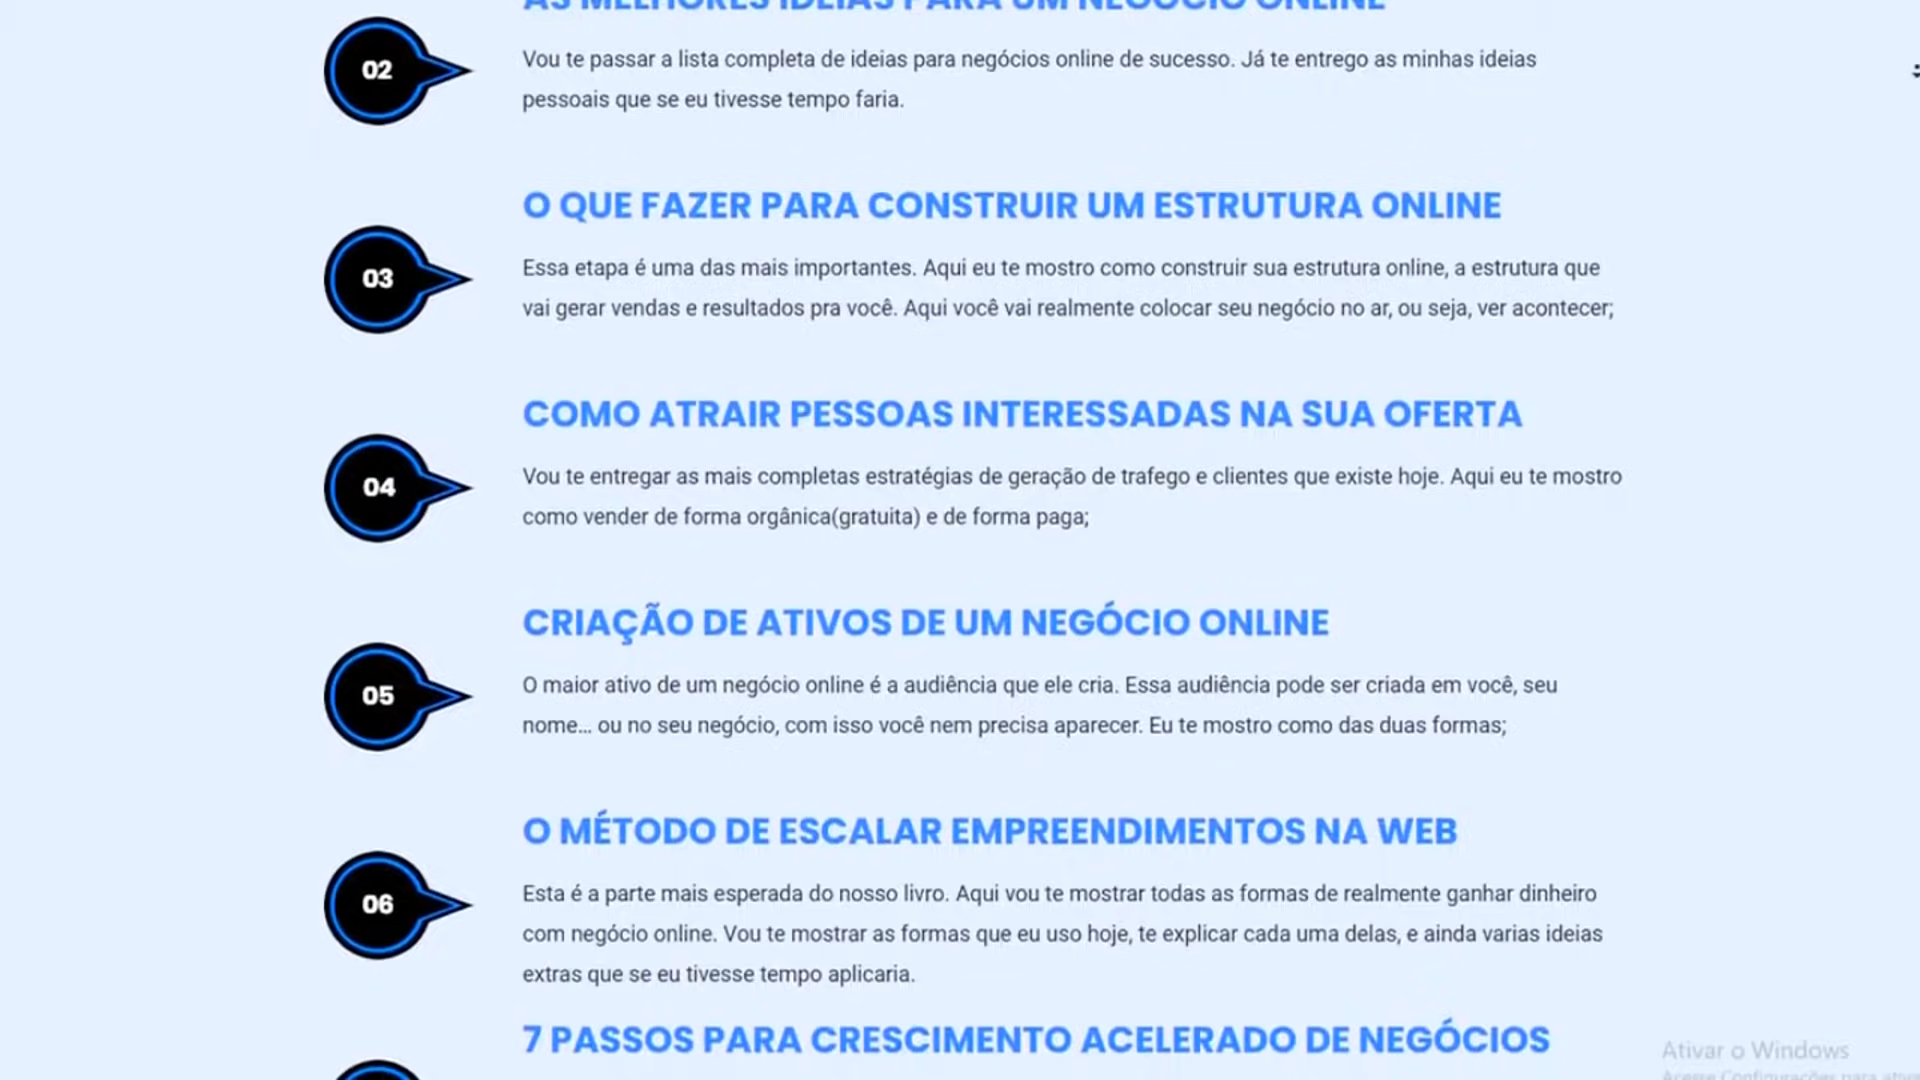 AS MELHORES IDEIAS PARA UM NEGÓCIO ONLINE
02
Vou te passar a lista completa de ideias para negócios online de sucesso. Já te entrego as minhas ideias
pessoais que se eu tivesse tempo faria.
O QUE FAZER PARA CONSTRUIR UM ESTRUTURA ONLINE
03
Essa etapa é uma das mais importantes. Aqui eu te mostro como construir sua estrutura online, a estrutura que
vai gerar vendas e resultados pra você. Aqui você vai realmente colocar seu negócio no ar, ou seja, ver acontecer;
COMO ATRAIR PESSOAS INTERESSADAS NA SUA OFERTA
04
Vou te entregar as mais completas estratégias de geração de trafego e clientes que existe hoje. Aqui eu te mostro
como vender de forma orgânica(gratuita) e de forma paga;
CRIAÇÃO DE ATIVOS DE UM NEGÓCIO ONLINE
05
O maior ativo de um negócio online é a audiência que ele cria. Essa audiência pode ser criada em você, seu
nome... ou no seu negócio, com isso você nem precisa aparecer. Eu te mostro como das duas formas;
O MÉTODO DE ESCALAR EMPREENDIMENTOS NA WEB
06
Esta é a parte mais esperada do nosso livro. Aqui vou te mostrar todas as formas de realmente ganhar dinheiro
com negócio online. Vou te mostrar as formas que eu uso hoje, te explicar cada uma delas, e ainda varias ideias
extras que se eu tivesse tempo aplicaria.
7 PASSOS PARA CRESCIMENTO ACELERADO DE NEGÓCIOS
Ativar o Windows
Acesse Configurações para